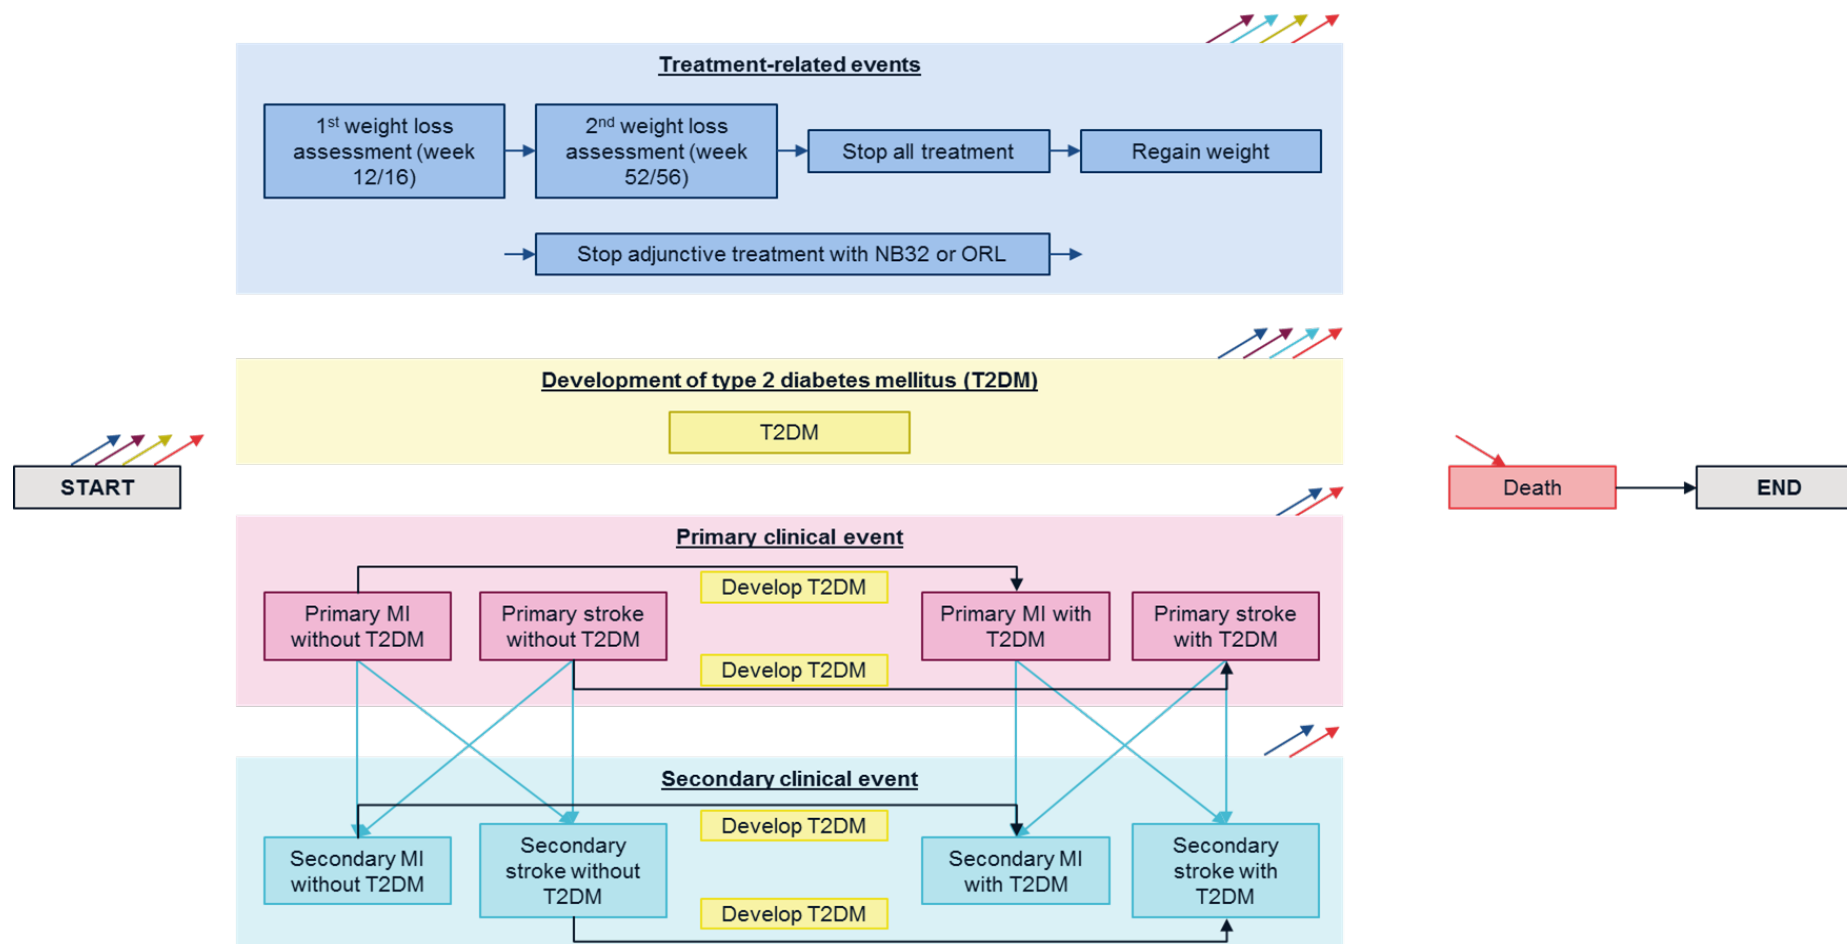 Treatment-related events
1st weight loss
assessment (week
12/16)
2nd weight loss
assessment (week
52/56)
Stop all treatment
Regain weight
Stop adjunctive treatment with NB32 or ORL
Development of type 2 diabetes mellitus (T2DM)
T2DM
START
Death
END
Primary clinical event
Develop T2DM
Primary MI
without T2DM
Primary stroke
without T2DM
Primary MI with
T2DM
Primary stroke
with T2DM
Develop T2DM
Secondary clinical event
Develop T2DM
Secondary MI
without T2DM
Secondary
stroke without
T2DM
Secondary MI
with T2DM
Secondary
stroke with
T2DM
Develop T2DM